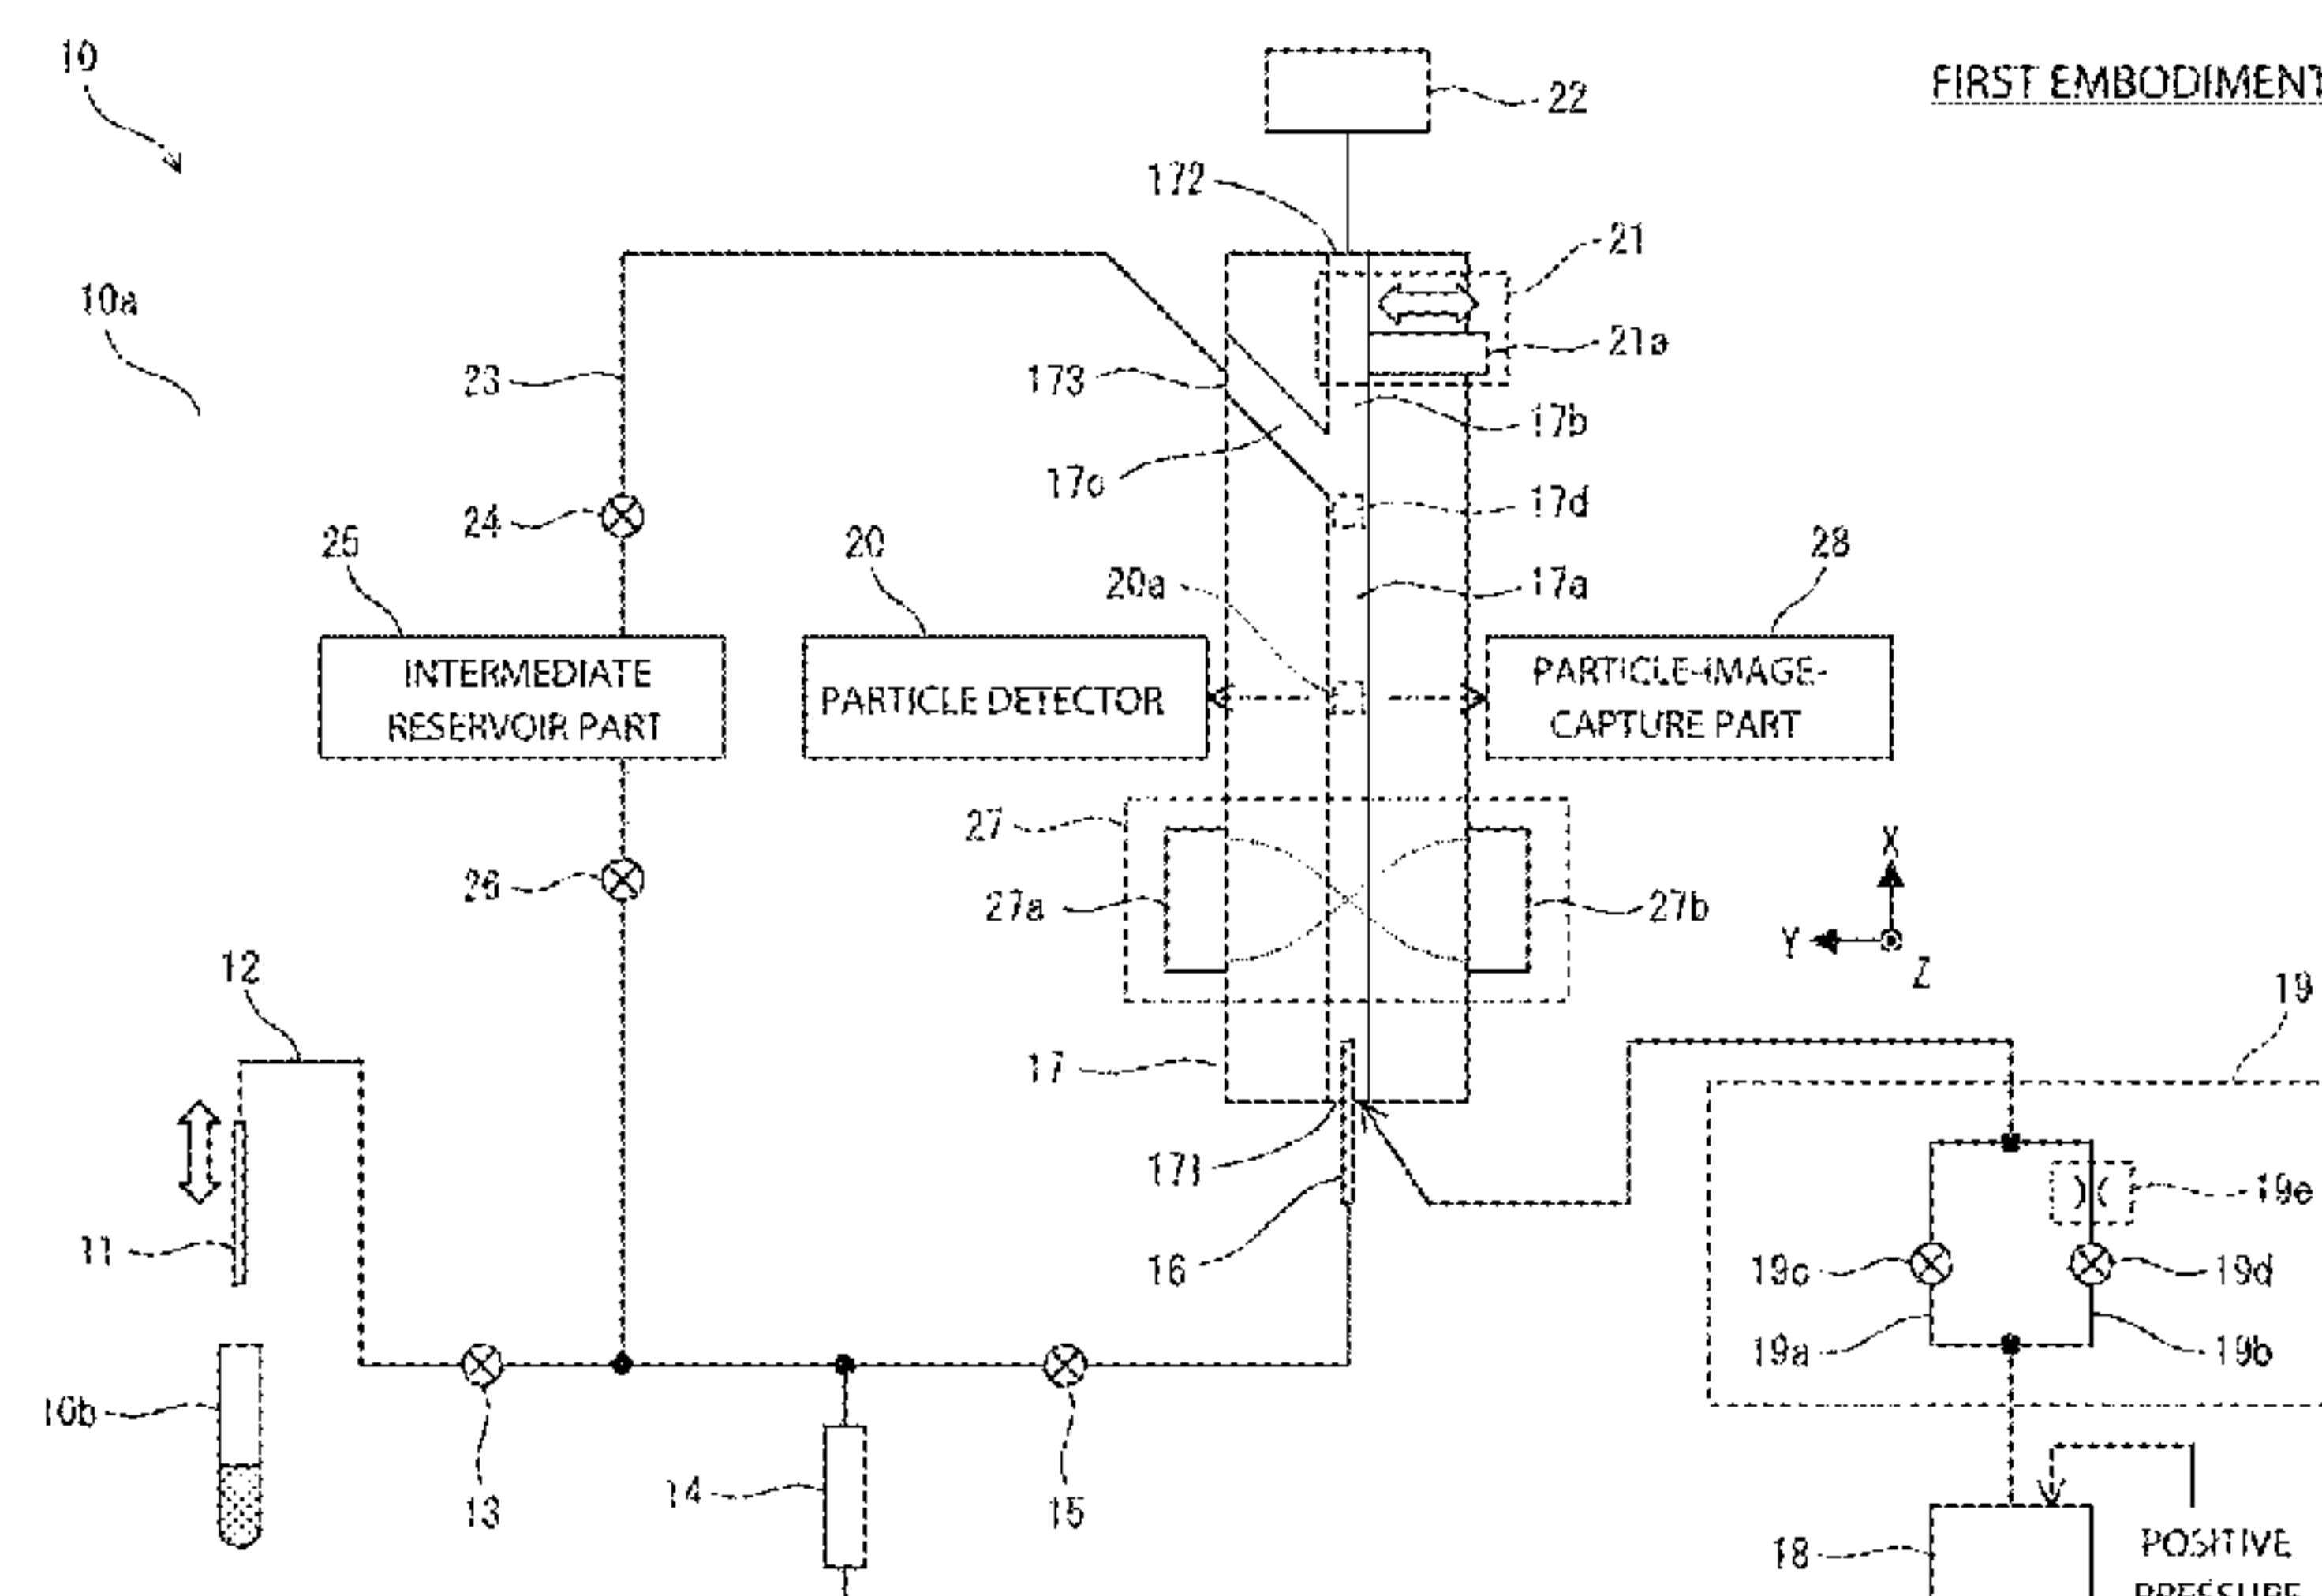 10
22
FIRST EMBODIMENT
172
21
10a
21a
23
173
17b
17c
17d
24
25
20
20a
17a
28
INTERMEDIATE
RESERVOIR PART
PARTICLE DETECTOR
PARTICLE-IMAGE-
CAPTURE PART
27
X
26
27a
27b
Y
Z
12
19
17
171
19e
11
16
19c
19d
19a
19b
10b
13
14
15
18
POSITIVE
PRESSURE